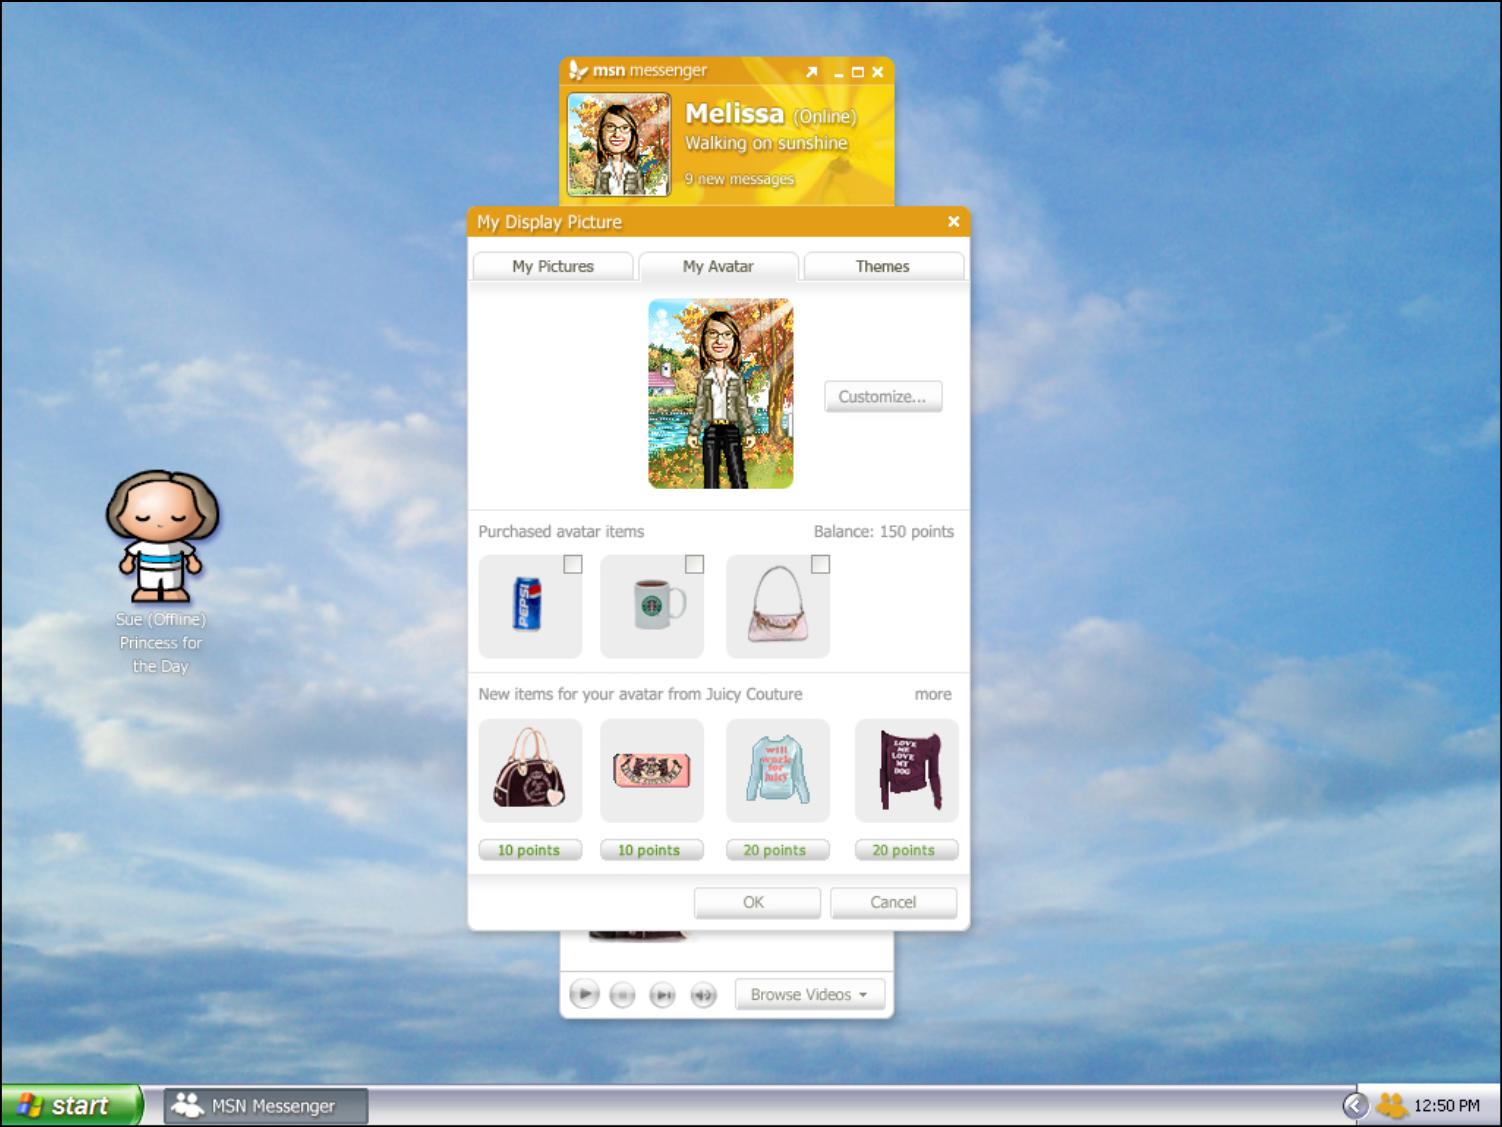 msn messenger
Melissa (Online)
Walking on sunshine
9 new messages
My Display Picture
My Pictures
My Avatar
Themes
Customize...
Purchased avatar items
Balance: 150 points
PEPSI
New items for your avatar from Juicy Couture
more
will
work
for
juicy
LOVE
ME
LOVE
MY
DOG
10 points
10 points
20 points
20 points
OK
Cancel
Browse Videos
Sue (Offline)
Princess for
the Day
start
MSN Messenger
12:50 PM